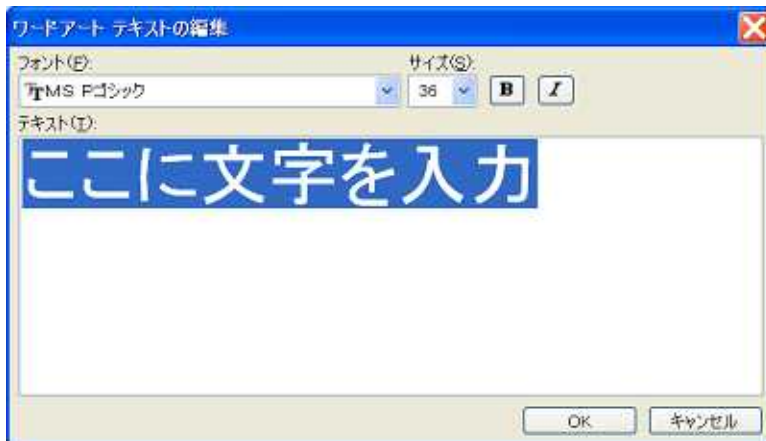 ワードアート テキストの編集
フォント(F): サイズ(S):
MS Pゴシック 36 B I
テキスト(T):
ここに文字を入力
OK キャンセル